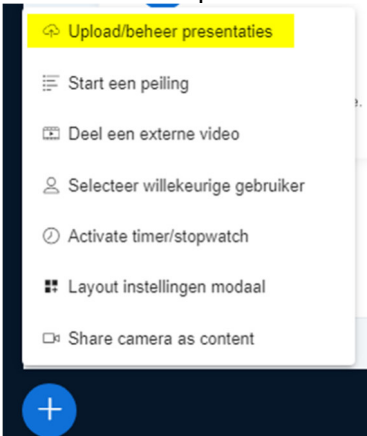 Upload/beheer presentaties
Start een peiling
Deel een externe video
Selecteer willekeurige gebruiker
Activate timer/stopwatch
Layout instellingen modaal
Share camera as content